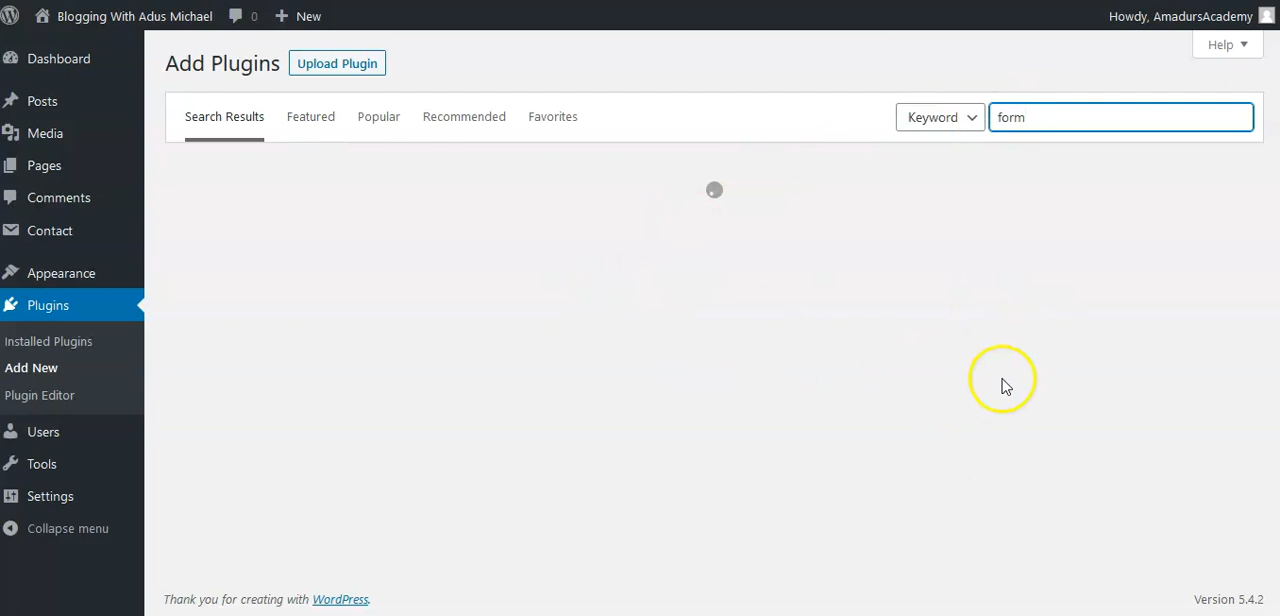 Blogging With Adus Michael 0 New Howdy, AmadursAcademy
Help
Add Plugins Upload Plugin
Search Results Featured Popular Recommended Favorites Keyword form
Dashboard
Posts
Media
Pages
Comments
Contact
Appearance
Plugins
Installed Plugins
Add New
Plugin Editor
Users
Tools
Settings
Collapse menu
Thank you for creating with WordPress. Version 5.4.2